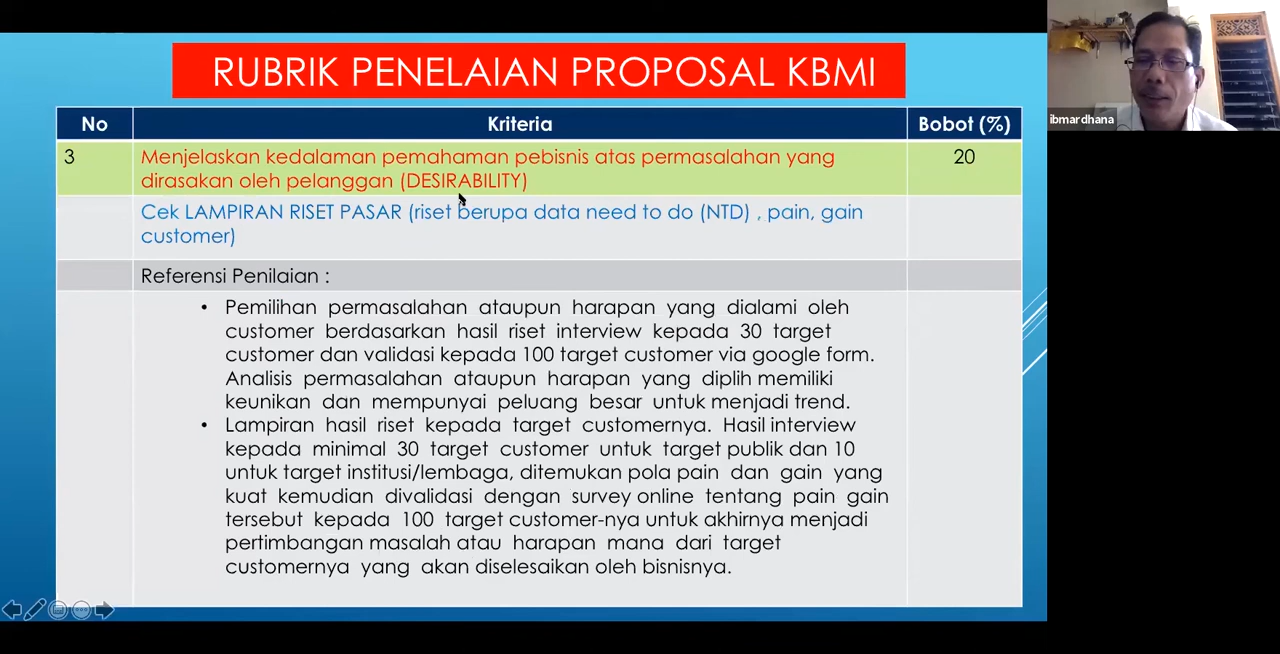 RUBRIK PENELAIAN PROPOSAL KBMI
No
Kriteria
Bobot (%)
3
Menjelaskan kedalaman pemahaman pebisnis atas permasalahan yang
dirasakan oleh pelanggan (DESIRABILITY)
20
Cek LAMPIRAN RISET PASAR (riset berupa data need to do (NTD) , pain, gain
customer)
Referensi Penilaian :
• Pemilihan permasalahan ataupun harapan yang dialami oleh
customer berdasarkan hasil riset interview kepada 30 target
customer dan validasi kepada 100 target customer via google form.
Analisis permasalahan ataupun harapan yang diplih memiliki
keunikan dan mempunyai peluang besar untuk menjadi trend.
• Lampiran hasil riset kepada target customernya. Hasil interview
kepada minimal 30 target customer untuk target publik dan 10
untuk target institusi/lembaga, ditemukan pola pain dan gain yang
kuat kemudian divalidasi dengan survey online tentang pain gain
tersebut kepada 100 target customer-nya untuk akhirnya menjadi
pertimbangan masalah atau harapan mana dari target
customernya yang akan diselesaikan oleh bisnisnya.
ibmardhana